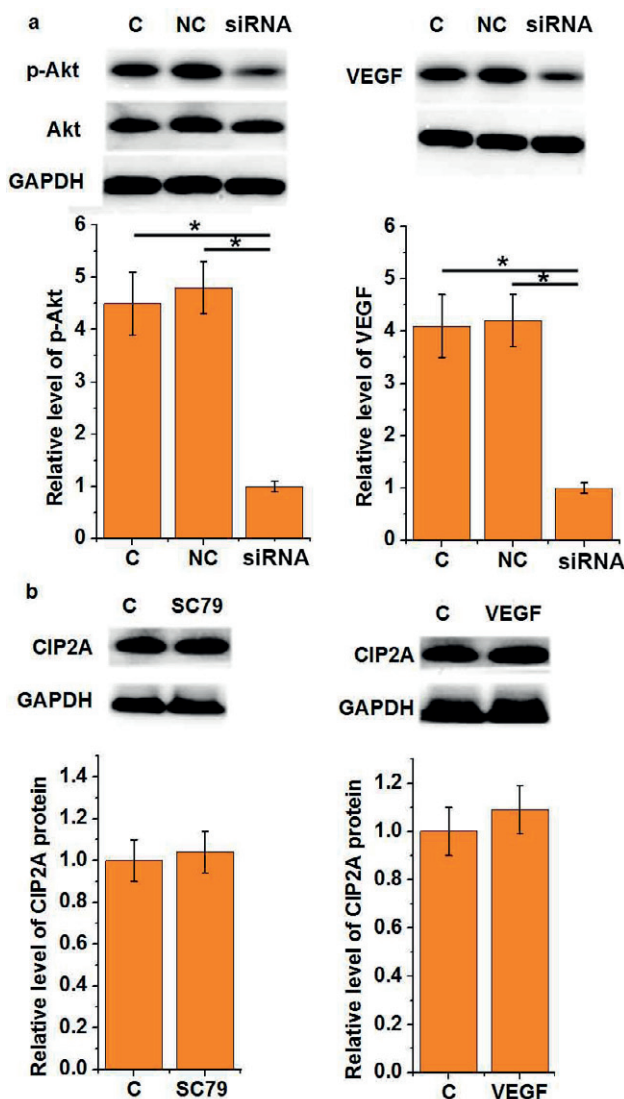 a
C NC siRNA
p-Akt
Akt
GAPDH
*
*
Relative level of p-Akt
6
5
4
3
2
1
0
C NC siRNA
C NC siRNA
VEGF
*
*
Relative level of VEGF
6
5
4
3
2
1
0
C NC siRNA
b
C SC79
CIP2A
GAPDH
Relative level of CIP2A protein
1.4
1.2
1.0
0.8
0.6
0.4
0.2
0.0
C SC79
C VEGF
CIP2A
GAPDH
Relative level of CIP2A protein
1.2
1.0
0.8
0.6
0.4
0.2
0.0
C VEGF